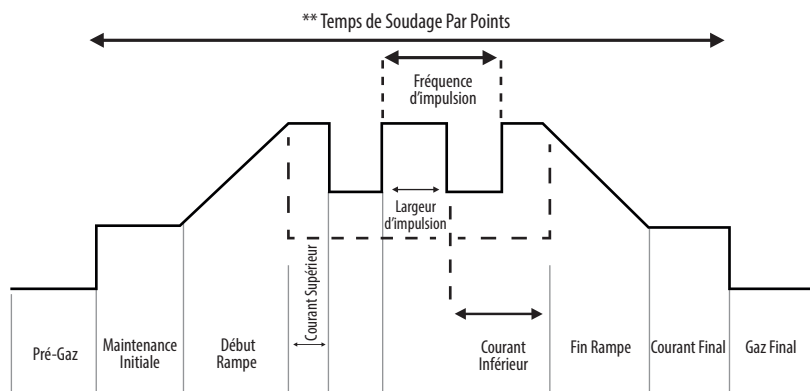 ** Temps de Soudage Par Points
Fréquence
d'impulsion
Largeur
d'impulsion
Courant Supérieur
Pré-Gaz
Maintenance
Initiale
Début
Rampe
Courant
Inférieur
Fin Rampe
Courant Final
Gaz Final